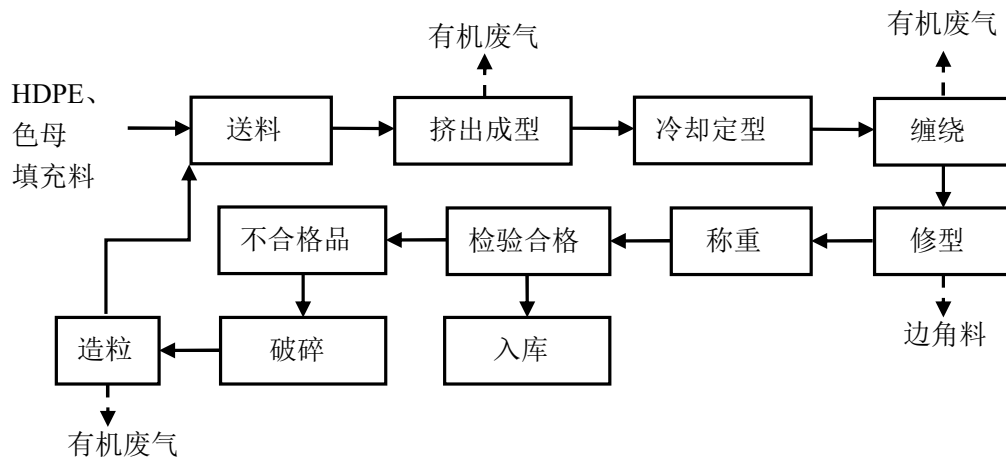 有机废气
有机废气
HDPE、
色母
填充料
送料
挤出成型
冷却定型
缠绕
不合格品
检验合格
称重
修型
造粒
破碎
入库
边角料
有机废气